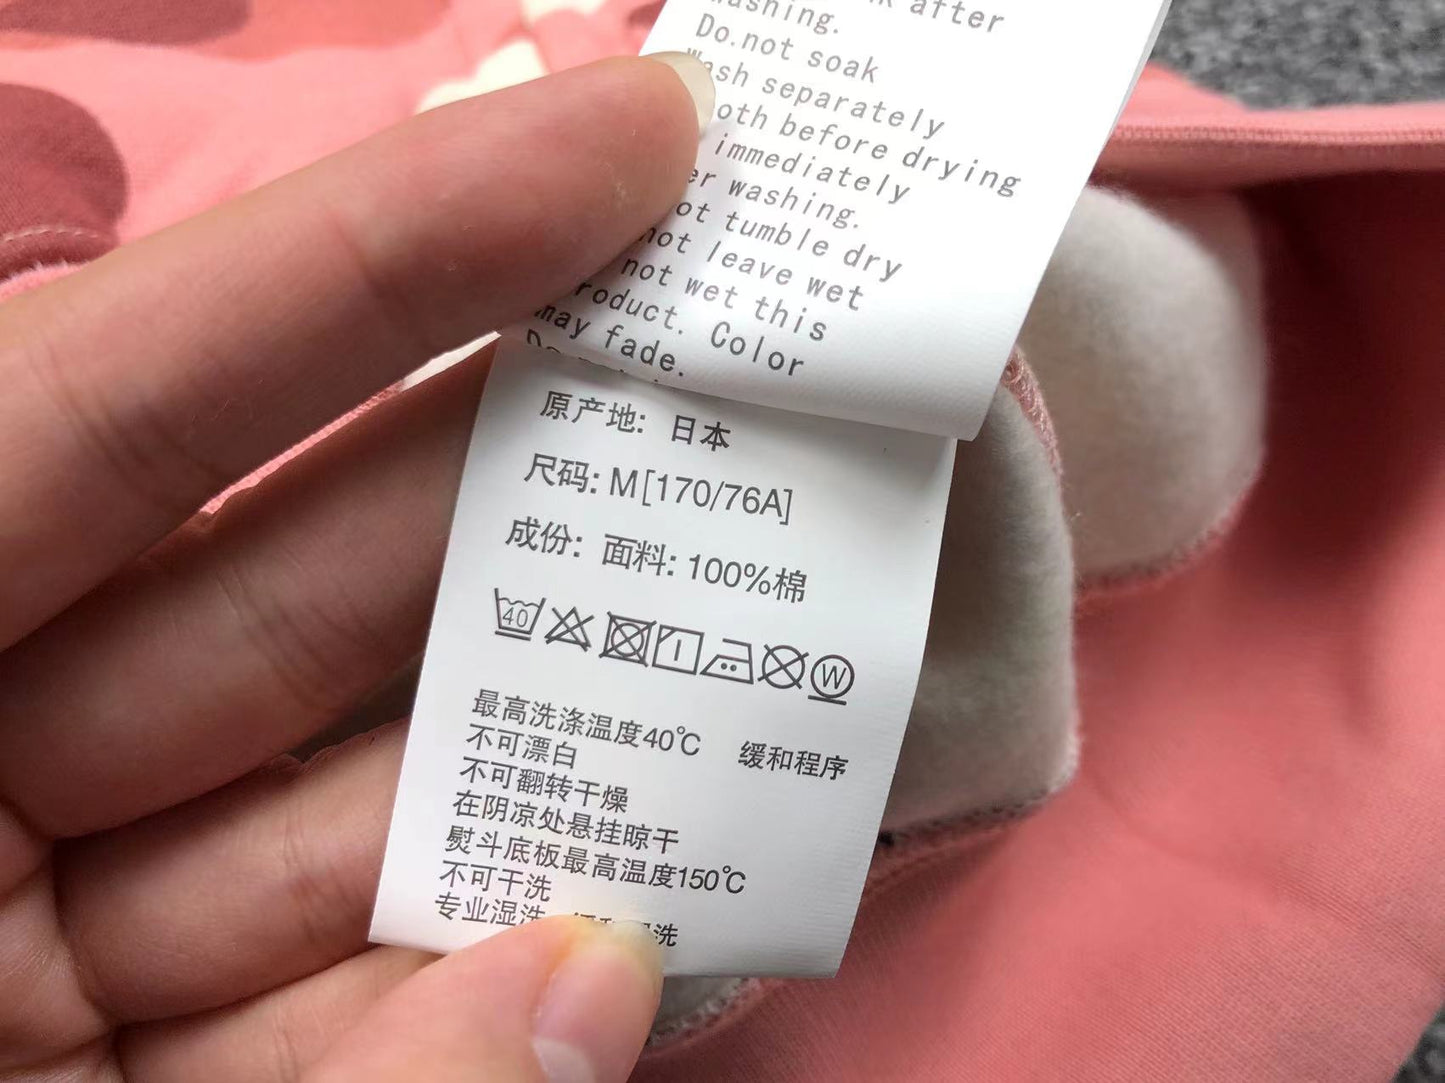 after
washing.
Do.not soak
separately
before drying
immediately
washing.
tumble dry
leave wet
not wet this
Color
may fade.
原产地: 日本
尺码: M[170/76A]
成份: 面料: 100%棉
40 W
最高洗涤温度40℃ 缓和程序
不可漂白
不可翻转干燥
在阴凉处悬挂晾干
熨斗底板最高温度150℃
不可干洗
专业湿洗 洗